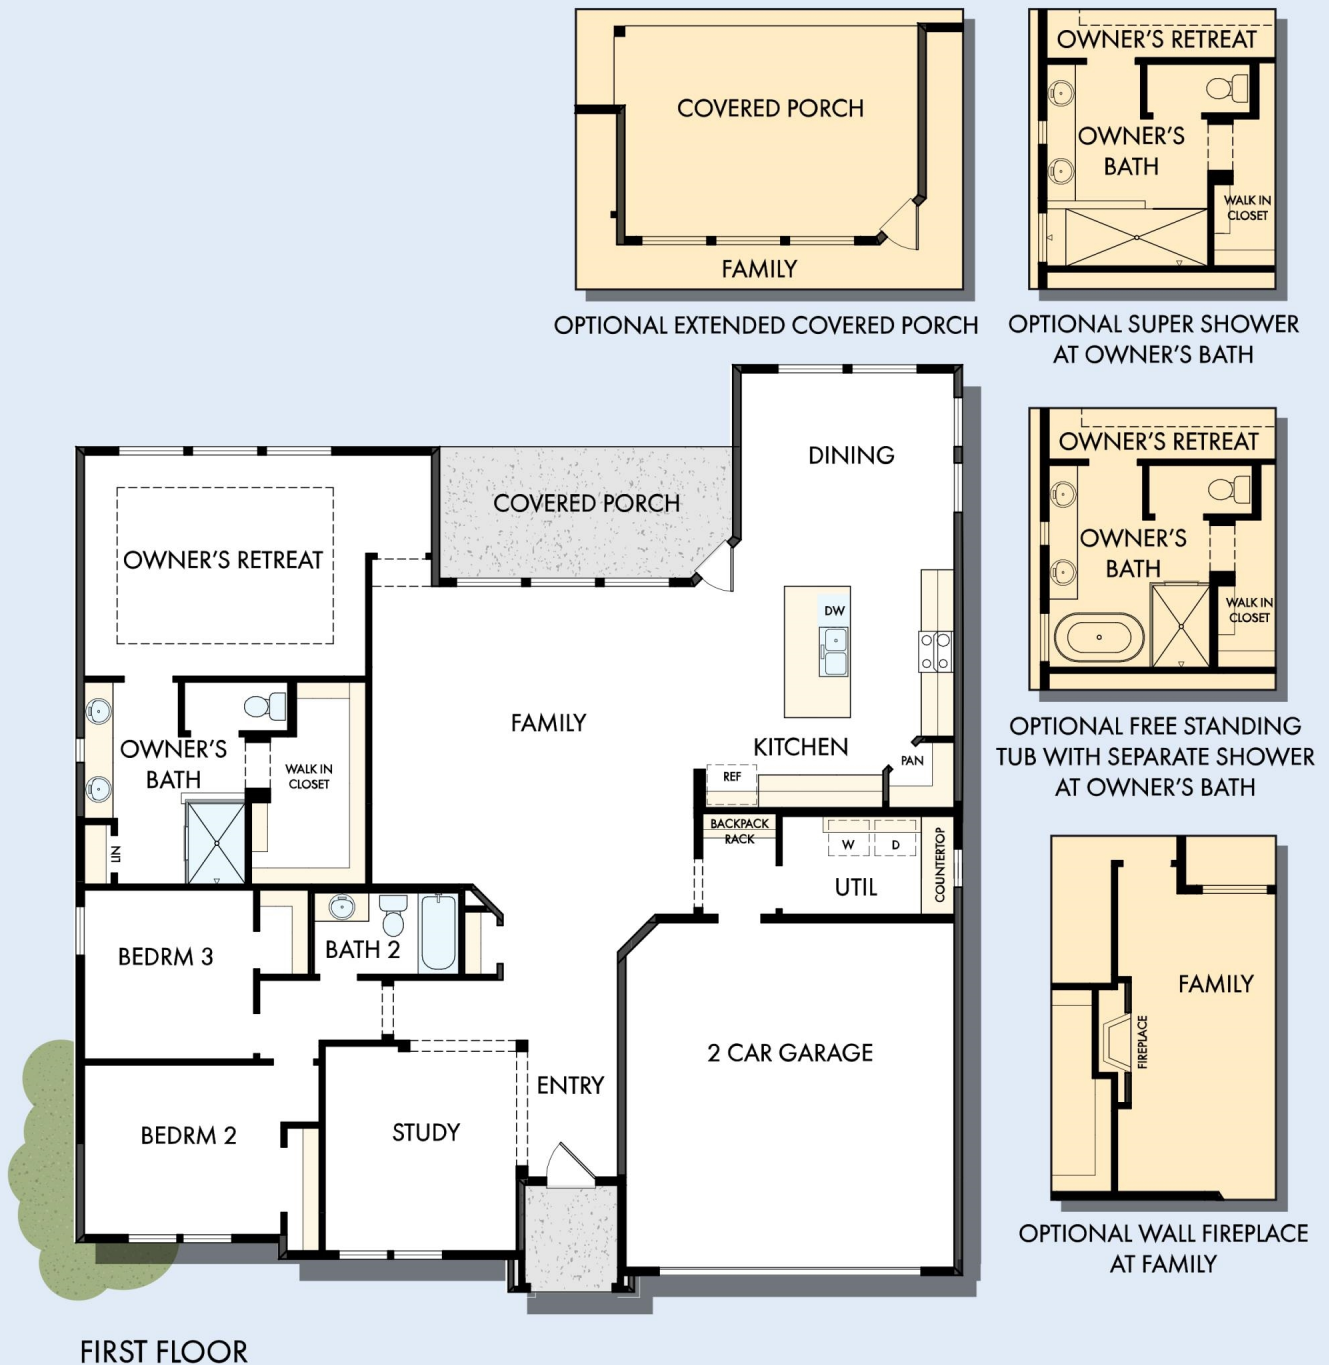 COVERED PORCH
FAMILY
OPTIONAL EXTENDED COVERED PORCH
OWNER'S RETREAT
OWNER'S
BATH
WALK IN
CLOSET
OPTIONAL SUPER SHOWER
AT OWNER'S BATH
OWNER'S RETREAT
OWNER'S
BATH
WALK IN
CLOSET
OPTIONAL FREE STANDING
TUB WITH SEPARATE SHOWER
AT OWNER'S BATH
FAMILY
FIREPLACE
OPTIONAL WALL FIREPLACE
AT FAMILY
DINING
COVERED PORCH
OWNER'S RETREAT
DW
FAMILY
KITCHEN
OWNER'S
BATH
WALK IN
CLOSET
REF
PAN
LIN
BACKPACK
RACK
W
D
COUNTERTOP
UTIL
BEDRM 3
BATH 2
2 CAR GARAGE
ENTRY
BEDRM 2
STUDY
FIRST FLOOR